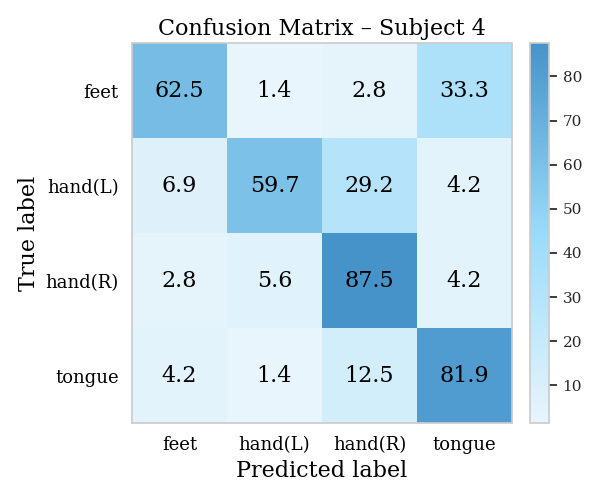 Confusion Matrix – Subject 4
feet 62.5 1.4 2.8 33.3
hand(L) 6.9 59.7 29.2 4.2
hand(R) 2.8 5.6 87.5 4.2
tongue 4.2 1.4 12.5 81.9
feet hand(L) hand(R) tongue
Predicted label
True label
80
70
60
50
40
30
20
10